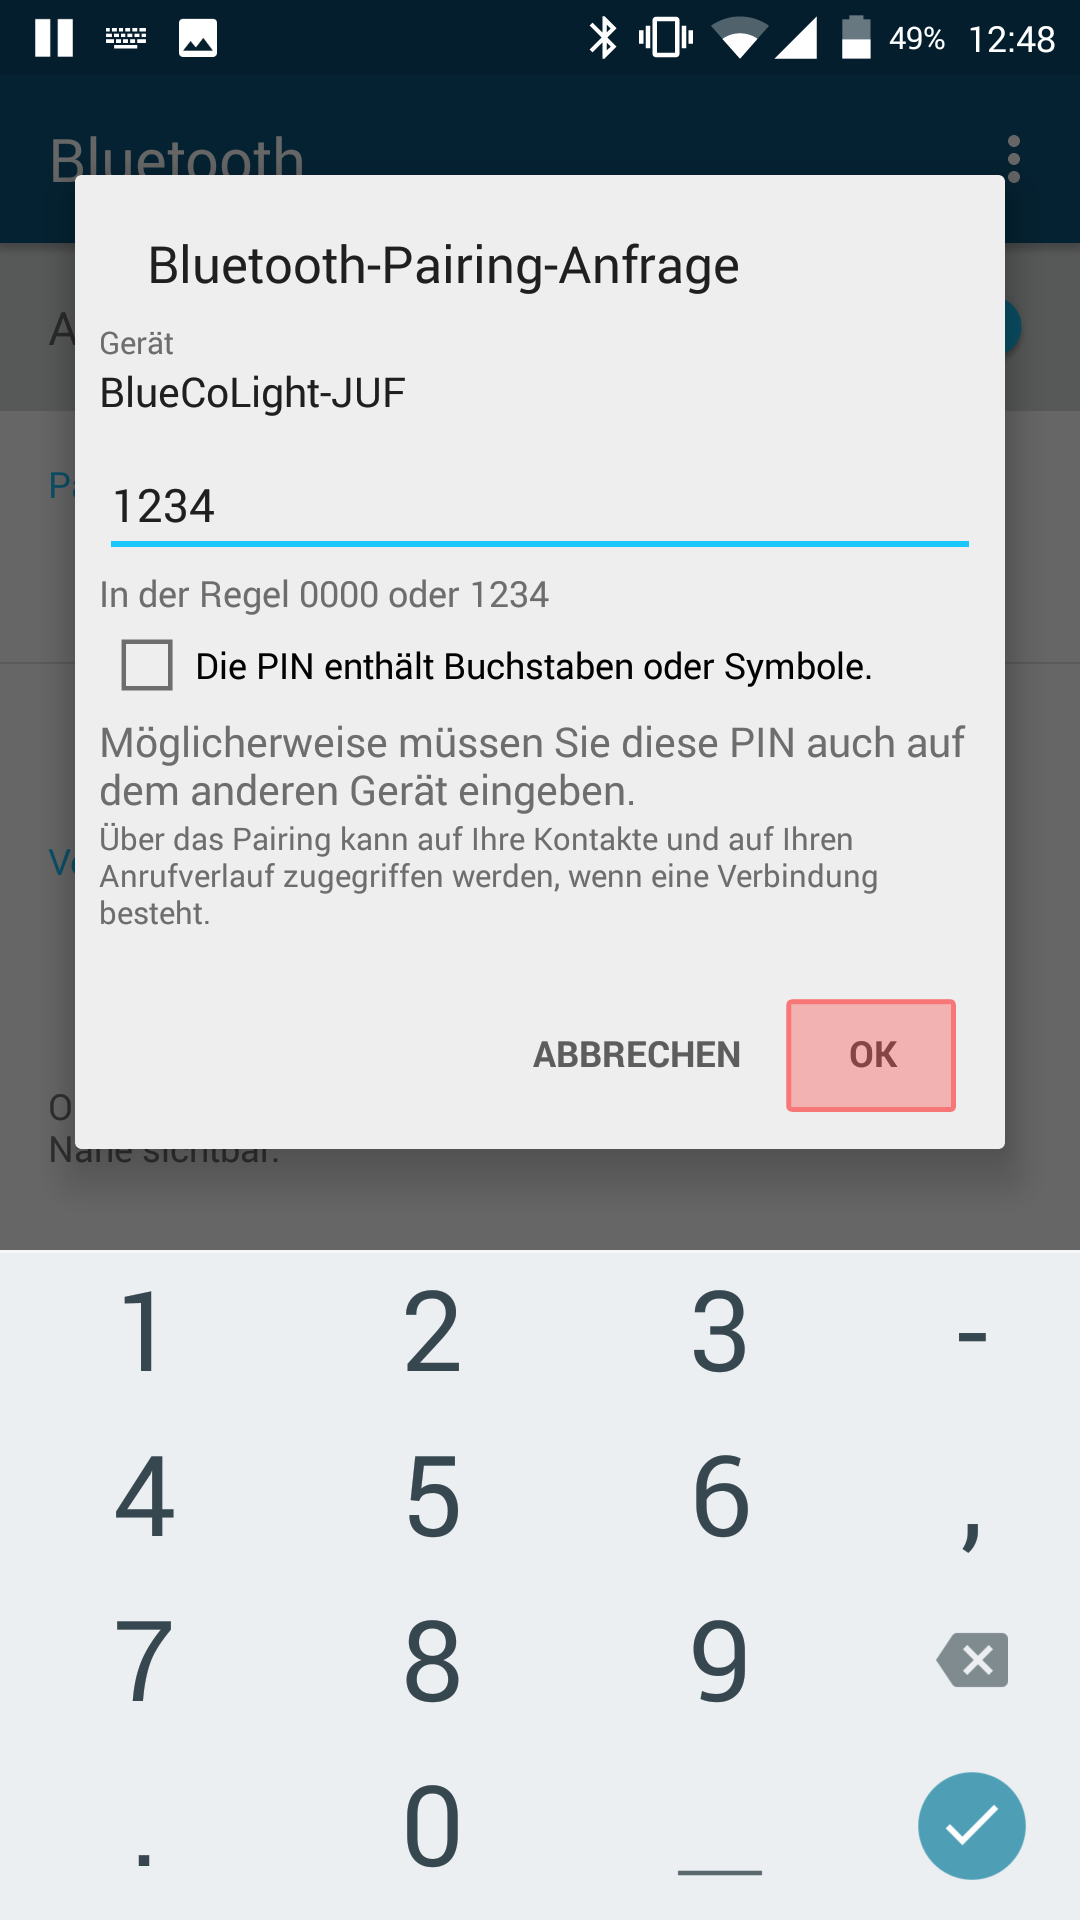 49% 12:48
Bluetooth
Bluetooth-Pairing-Anfrage
Gerät
BlueCoLight-JUF
1234
In der Regel 0000 oder 1234
Die PIN enthält Buchstaben oder Symbole.
Möglicherweise müssen Sie diese PIN auch auf
dem anderen Gerät eingeben.
Über das Pairing kann auf Ihre Kontakte und auf Ihren
Anrufverlauf zugegriffen werden, wenn eine Verbindung
besteht.
ABBRECHEN OK
Nähe sichtbar.
1 2 3 -
4 5 6 ,
7 8 9
. 0